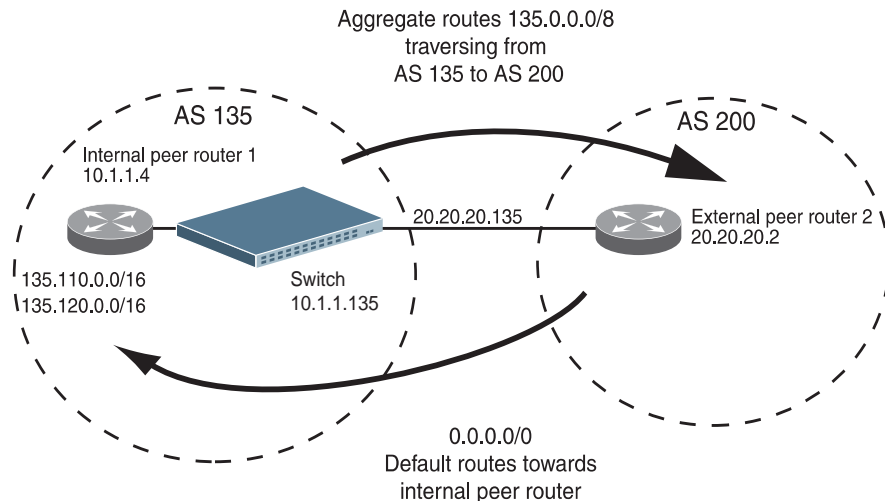 Aggregate routes 135.0.0.0/8
traversing from
AS 135 to AS 200
AS 135
AS 200
Internal peer router 1
10.1.1.4
20.20.20.135
External peer router 2
20.20.20.2
135.110.0.0/16
135.120.0.0/16
Switch
10.1.1.135
0.0.0.0/0
Default routes towards
internal peer router